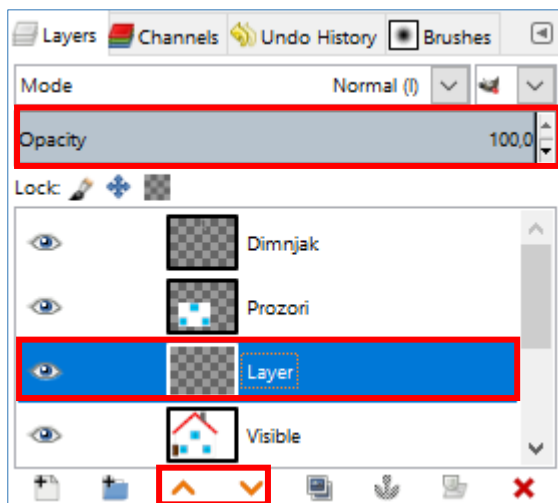 Layers Channels Undo History Brushes
Mode Normal (l)
Opacity 100,0
Lock:
Dimnjak
Prozori
Layer
Visible